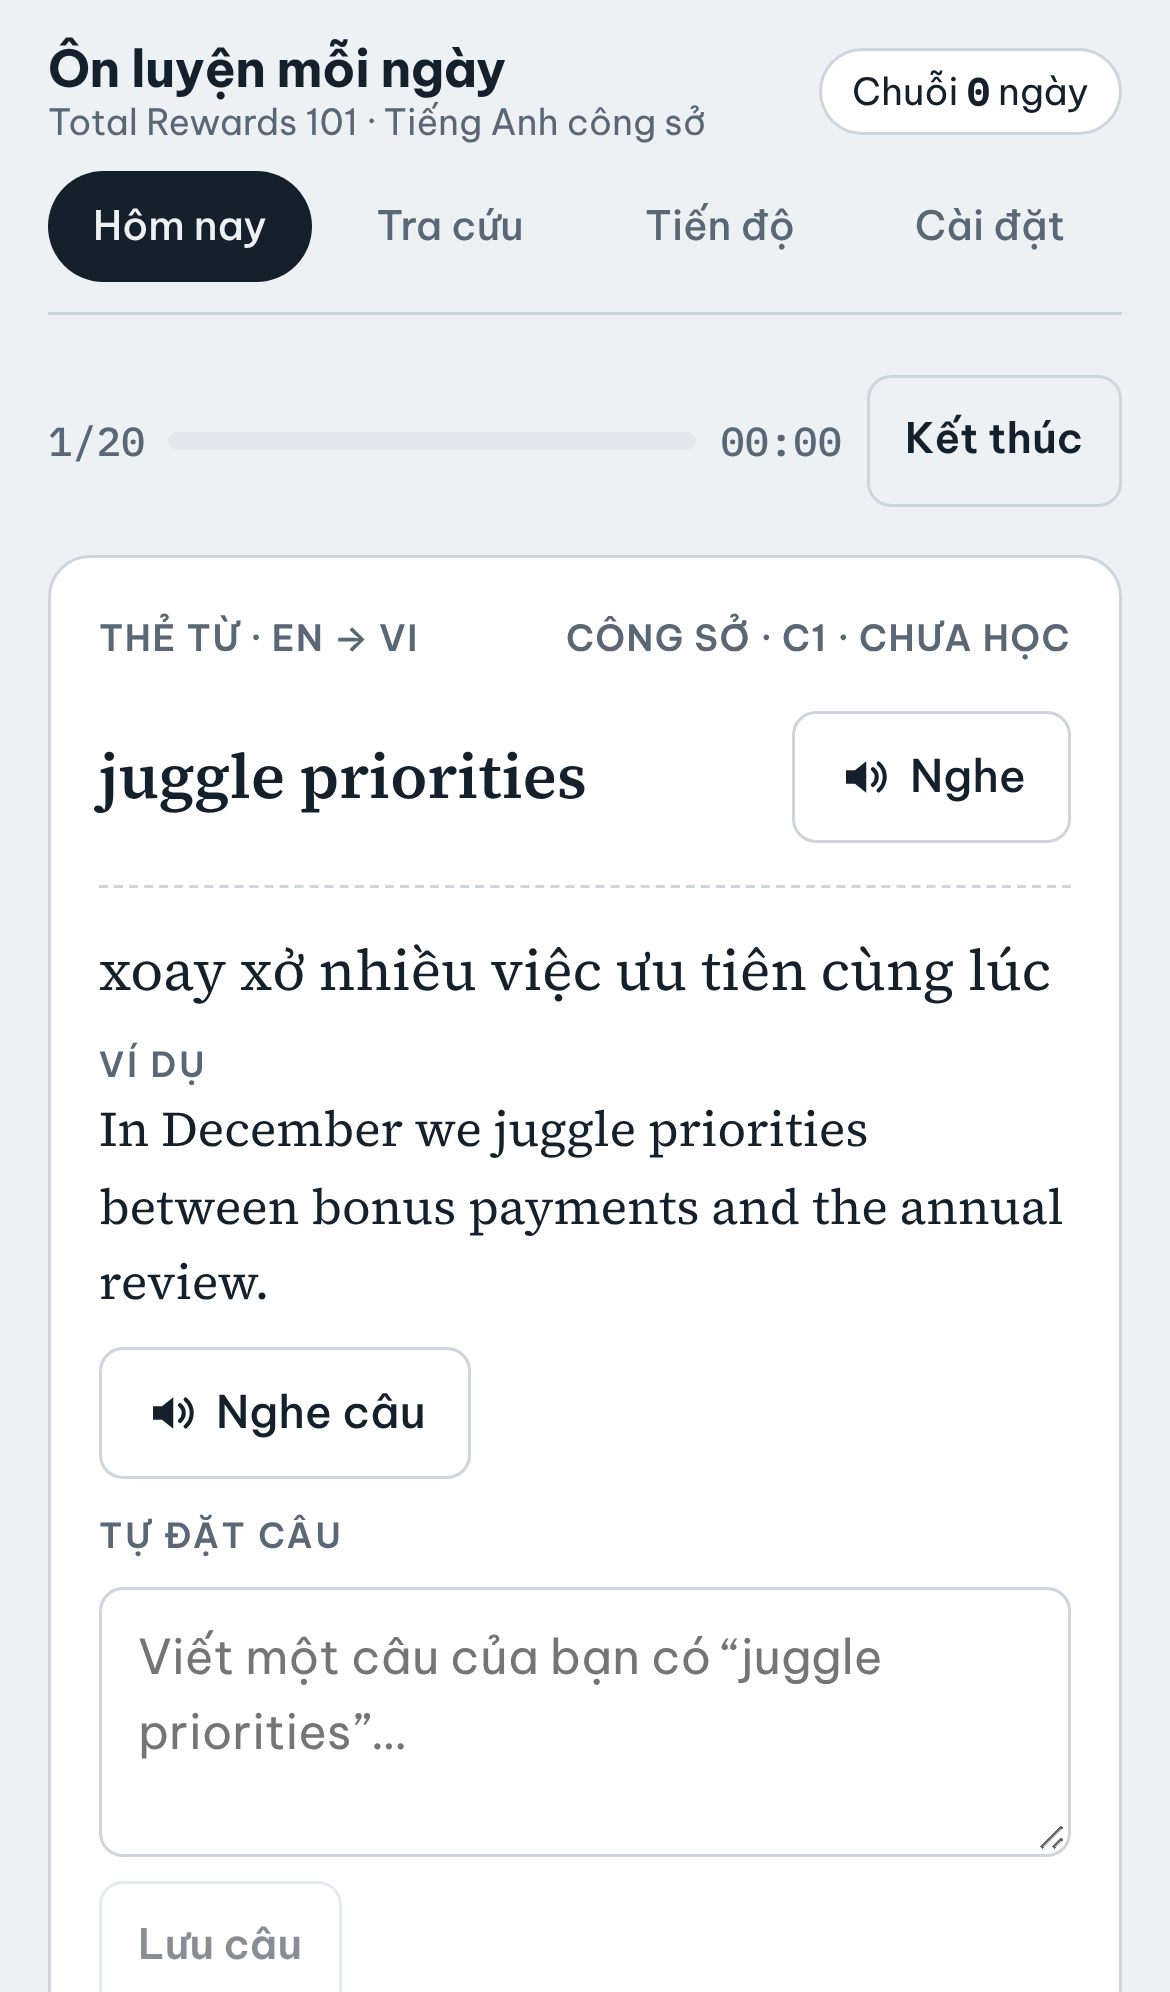 Ôn luyện mỗi ngày
Total Rewards 101 · Tiếng Anh công sở
Chuỗi 0 ngày
Hôm nay
Tra cứu
Tiến độ
Cài đặt
1/20
00:00
Kết thúc
THẺ TỪ · EN → VI
CÔNG SỞ · C1 · CHƯA HỌC
juggle priorities
Nghe
xoay xở nhiều việc ưu tiên cùng lúc
VÍ DỤ
In December we juggle priorities
between bonus payments and the annual
review.
Nghe câu
TỰ ĐẶT CÂU
Viết một câu của bạn có “juggle
priorities”...
Lưu câu